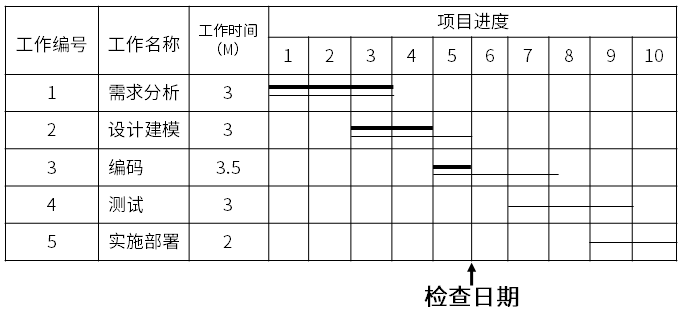 工作编号 工作名称 工作时间（M） 项目进度
1 2 3 4 5 6 7 8 9 10
1 需求分析 3
2 设计建模 3
3 编码 3.5
4 测试 3
5 实施部署 2
检查日期